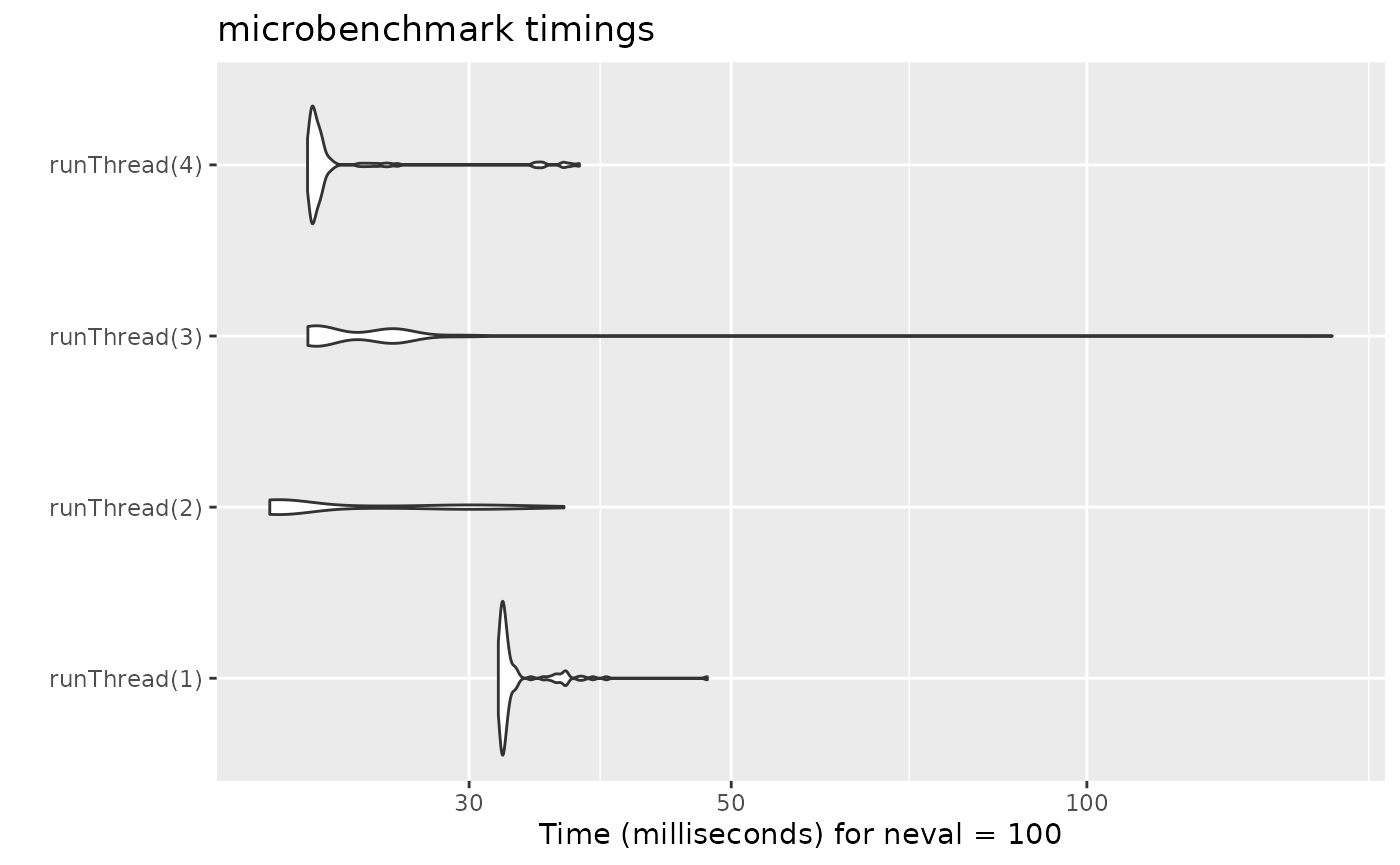 microbenchmark timings
runThread(4)
runThread(3)
runThread(2)
runThread(1)
30 50 100
Time (milliseconds) for neval = 100